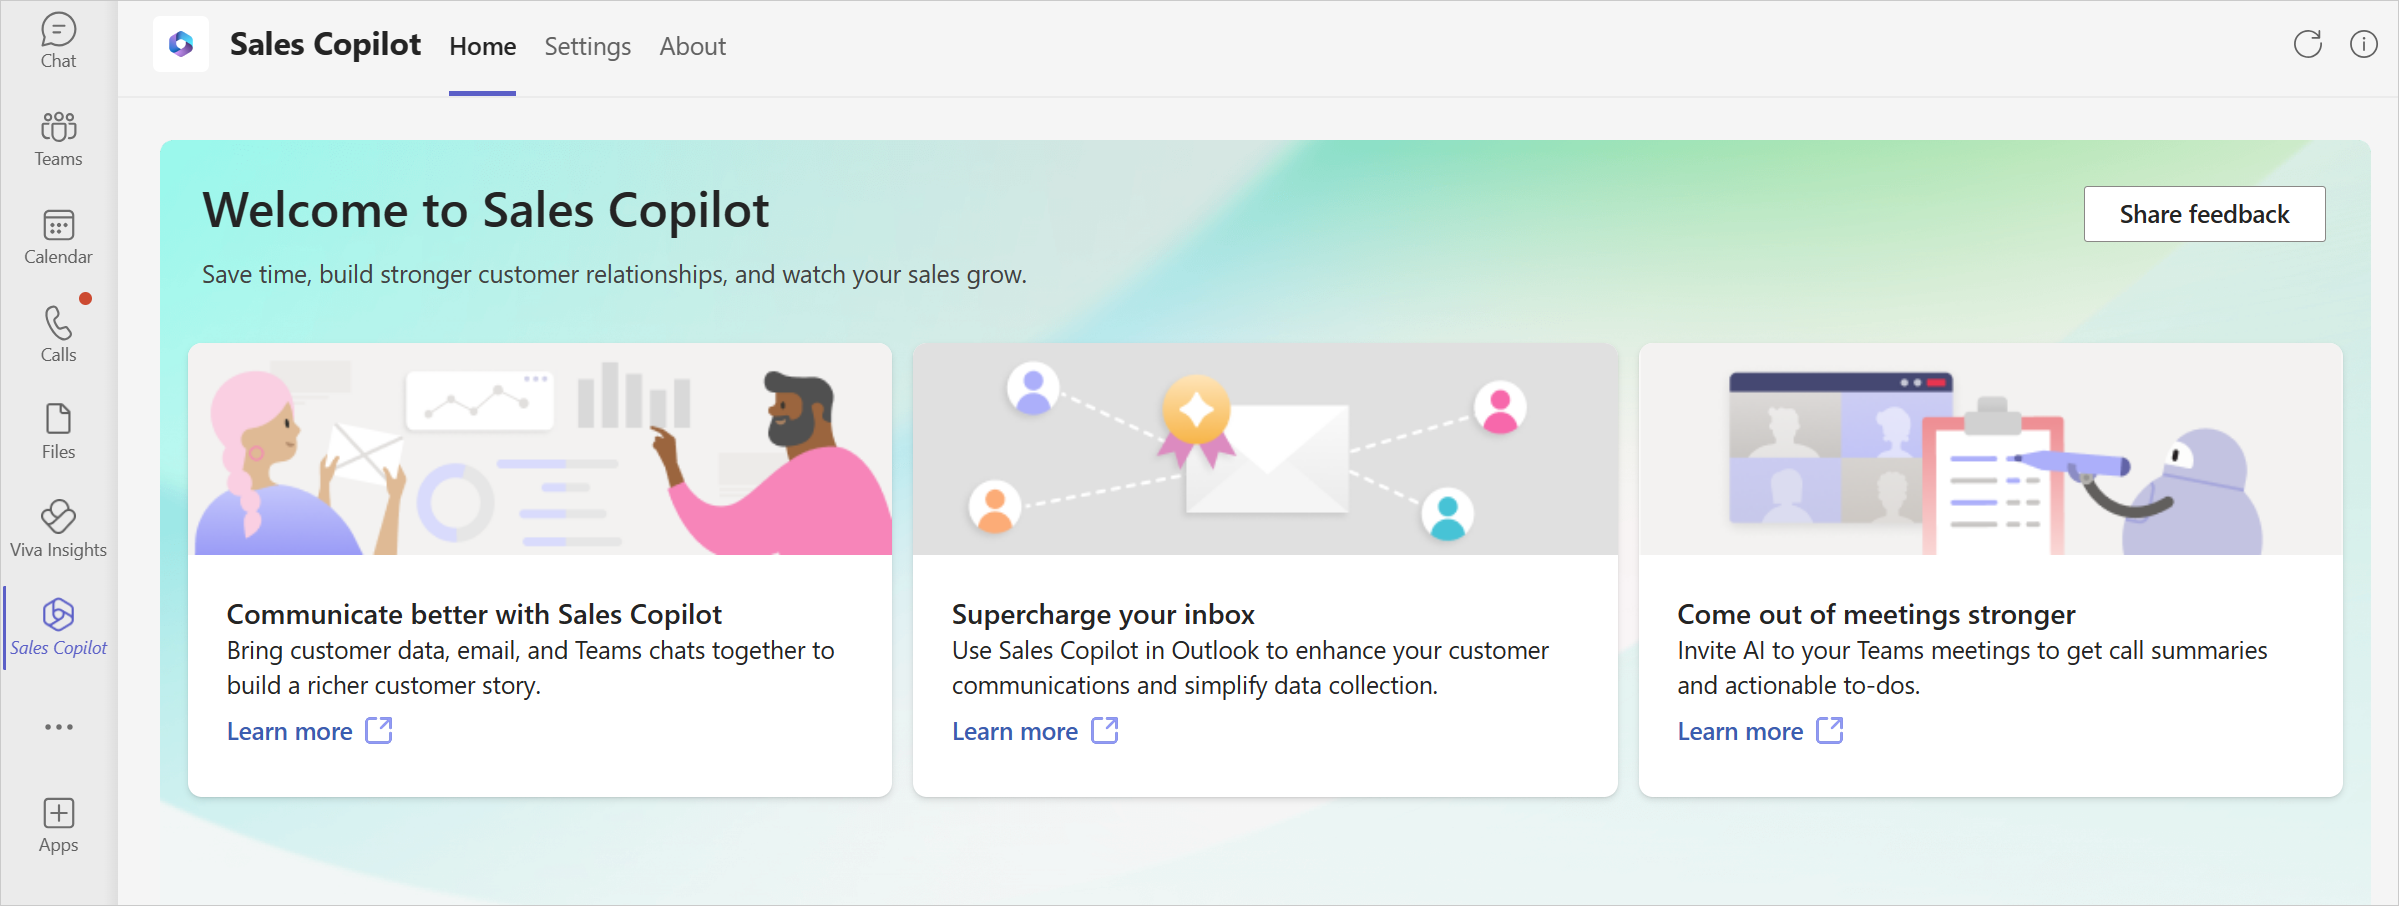 Chat
Teams
Calendar
Calls
Files
Viva Insights
Sales Copilot
Apps
Sales Copilot Home Settings About
Welcome to Sales Copilot
Share feedback
Save time, build stronger customer relationships, and watch your sales grow.
Communicate better with Sales Copilot
Bring customer data, email, and Teams chats together to
build a richer customer story.
Learn more
Supercharge your inbox
Use Sales Copilot in Outlook to enhance your customer
communications and simplify data collection.
Learn more
Come out of meetings stronger
Invite AI to your Teams meetings to get call summaries
and actionable to-dos.
Learn more